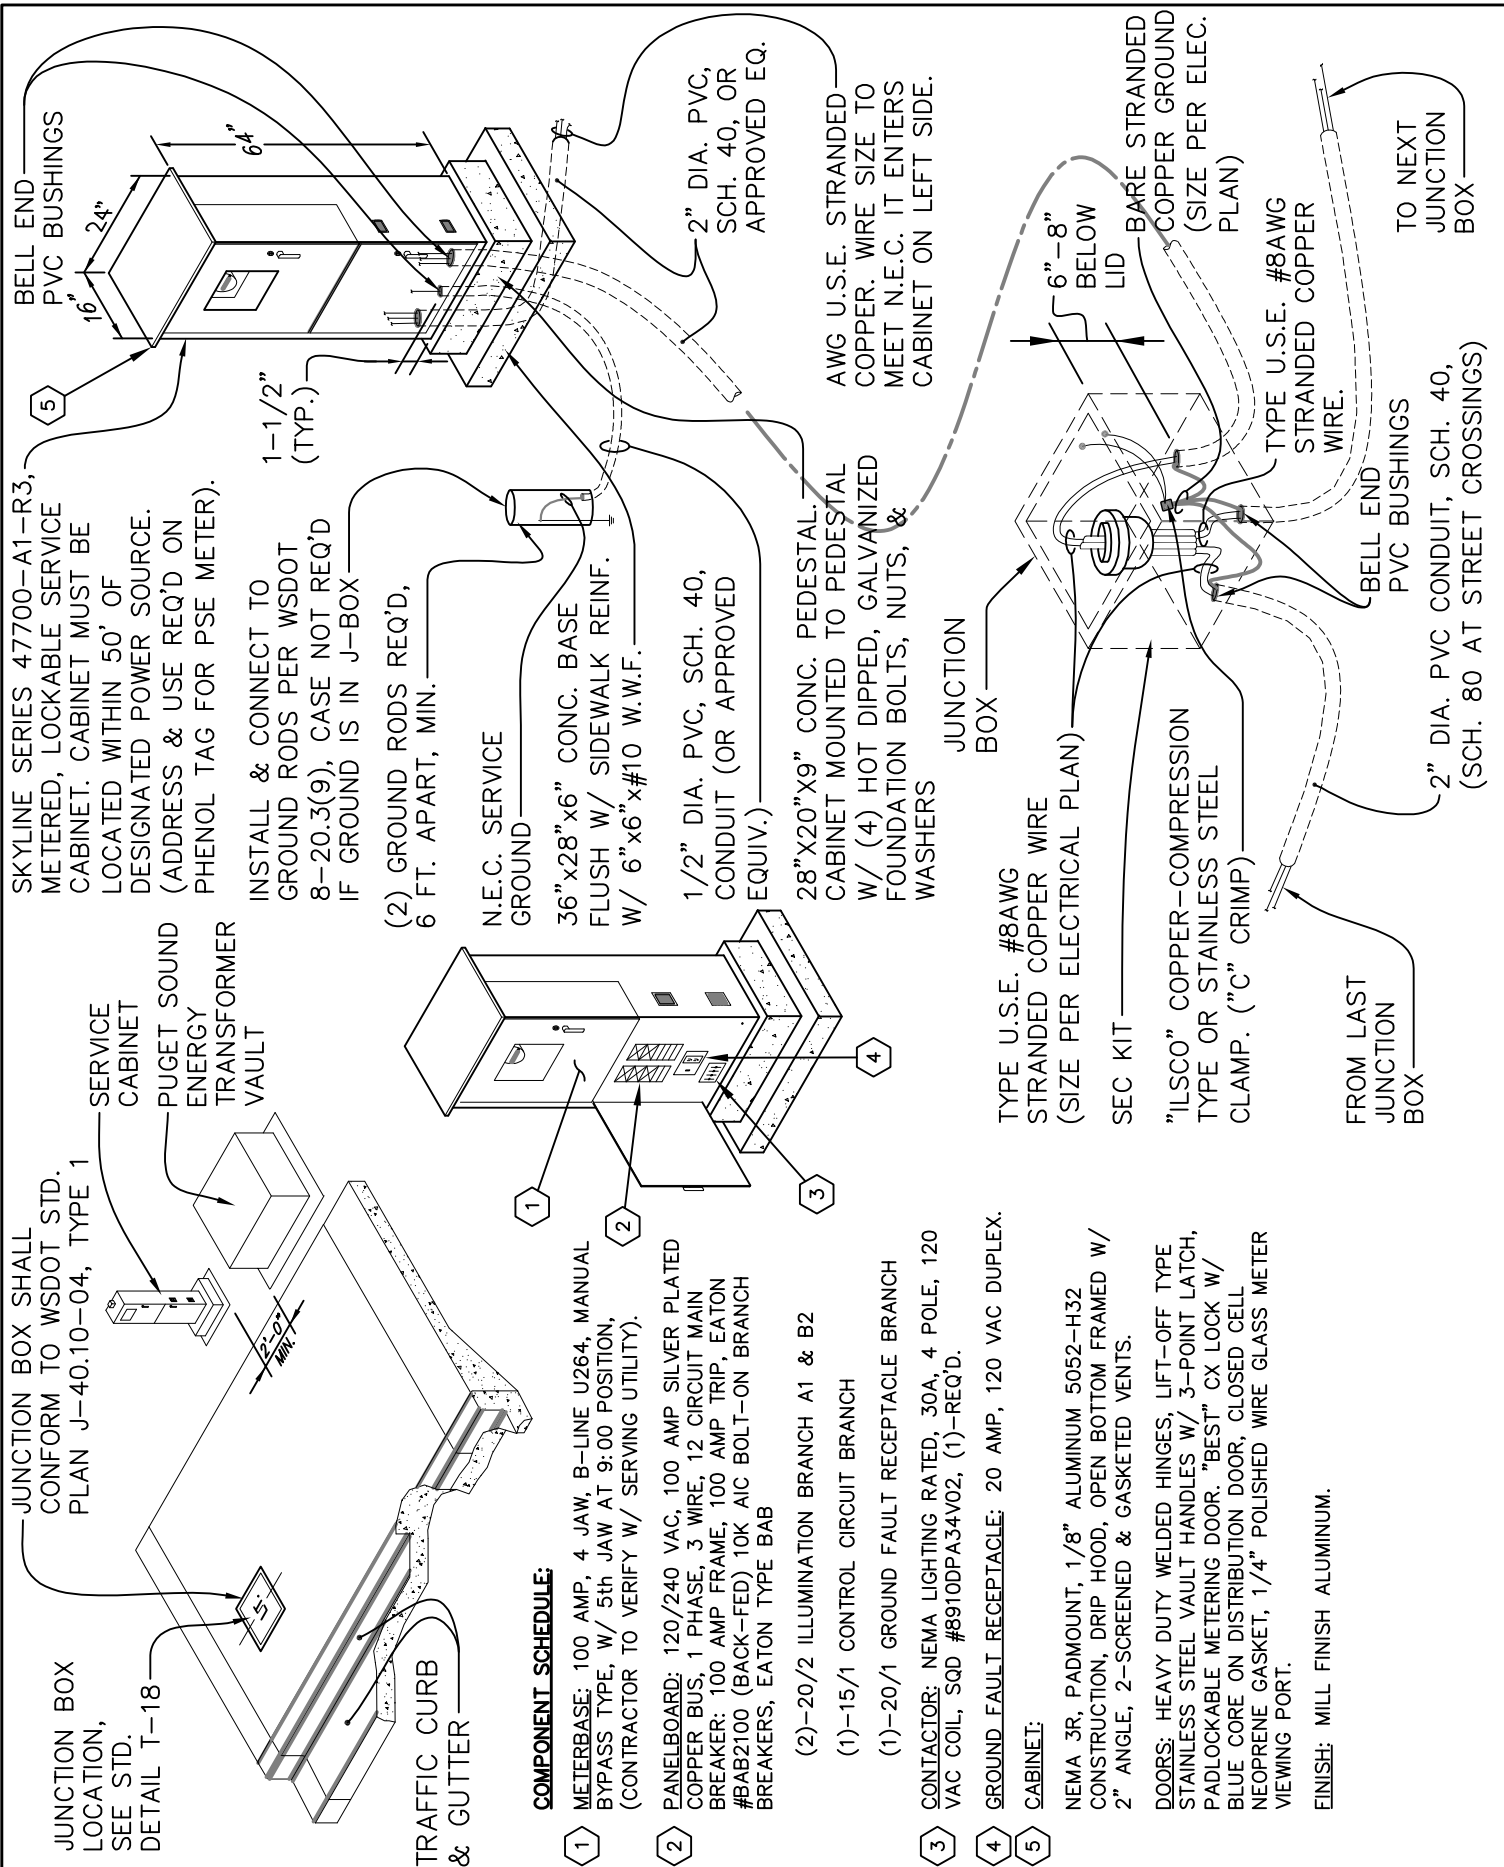 JUNCTION BOX
LOCATION,
SEE STD.
DETAIL T-18
JUNCTION BOX SHALL
CONFORM TO WSDOT STD.
PLAN J-40.10-04, TYPE 1
SERVICE
CABINET
PUGET SOUND
ENERGY
TRANSFORMER
VAULT
2'-0"
MIN.
TRAFFIC CURB
& GUTTER
COMPONENT SCHEDULE:
1
METERBASE: 100 AMP, 4 JAW, B-LINE U264, MANUAL
BYPASS TYPE, W/ 5th JAW AT 9:00 POSITION,
(CONTRACTOR TO VERIFY W/ SERVING UTILITY).
2
PANELBOARD: 120/240 VAC, 100 AMP SILVER PLATED
COPPER BUS, 1 PHASE, 3 WIRE, 12 CIRCUIT MAIN
BREAKER: 100 AMP FRAME, 100 AMP TRIP, EATON
#BAB2100 (BACK-FED) 10K AIC BOLT-ON BRANCH
BREAKERS, EATON TYPE BAB
(2)-20/2 ILLUMINATION BRANCH A1 & B2
(1)-15/1 CONTROL CIRCUIT BRANCH
(1)-20/1 GROUND FAULT RECEPTACLE BRANCH
3
CONTACTOR: NEMA LIGHTING RATED, 30A, 4 POLE, 120
VAC COIL, SQD #8910DPA34V02, (1)-REQ'D.
4
GROUND FAULT RECEPTACLE: 20 AMP, 120 VAC DUPLEX.
5
CABINET:
NEMA 3R, PADMOUNT, 1/8" ALUMINUM 5052-H32
CONSTRUCTION, DRIP HOOD, OPEN BOTTOM FRAMED W/
2" ANGLE, 2-SCREENED & GASKETED VENTS.
DOORS: HEAVY DUTY WELDED HINGES, LIFT-OFF TYPE
STAINLESS STEEL VAULT HANDLES W/ 3-POINT LATCH,
PADLOCKABLE METERING DOOR. "BEST" CX LOCK W/
BLUE CORE ON DISTRIBUTION DOOR, CLOSED CELL
NEOPRENE GASKET, 1/4" POLISHED WIRE GLASS METER
VIEWING PORT.
FINISH: MILL FINISH ALUMINUM.
1
2
3
4
SKYLINE SERIES 47700-A1-R3,
METERED, LOCKABLE SERVICE
CABINET. CABINET MUST BE
LOCATED WITHIN 50' OF
DESIGNATED POWER SOURCE.
(ADDRESS & USE REQ'D ON
PHENOL TAG FOR PSE METER).
5
INSTALL & CONNECT TO
GROUND RODS PER WSDOT
8-20.3(9), CASE NOT REQ'D
IF GROUND IS IN J-BOX
(2) GROUND RODS REQ'D,
6 FT. APART, MIN.
N.E.C. SERVICE
GROUND
36"x28"x6" CONC. BASE
FLUSH W/ SIDEWALK REINF.
W/ 6"x6"x#10 W.W.F.
1/2" DIA. PVC, SCH. 40,
CONDUIT (OR APPROVED
EQUIV.)
28"X20"X9" CONC. PEDESTAL.
CABINET MOUNTED TO PEDESTAL
W/ (4) HOT DIPPED, GALVANIZED
FOUNDATION BOLTS, NUTS, &
WASHERS
BELL END
PVC BUSHINGS
16"
24"
64"
1-1/2"
(TYP.)
2" DIA. PVC,
SCH. 40, OR
APPROVED EQ.
AWG U.S.E. STRANDED
COPPER. WIRE SIZE TO
MEET N.E.C. IT ENTERS
CABINET ON LEFT SIDE.
JUNCTION
BOX
TYPE U.S.E. #8AWG
STRANDED COPPER WIRE
(SIZE PER ELECTRICAL PLAN)
SEC KIT
"ILSCO" COPPER-COMPRESSION
TYPE OR STAINLESS STEEL
CLAMP. ("C" CRIMP)
FROM LAST
JUNCTION
BOX
6"-8"
BELOW
LID
BARE STRANDED
COPPER GROUND
(SIZE PER ELEC.
PLAN)
TYPE U.S.E. #8AWG
STRANDED COPPER
WIRE.
BELL END
PVC BUSHINGS
TO NEXT
JUNCTION
BOX
2" DIA. PVC CONDUIT, SCH. 40,
(SCH. 80 AT STREET CROSSINGS)